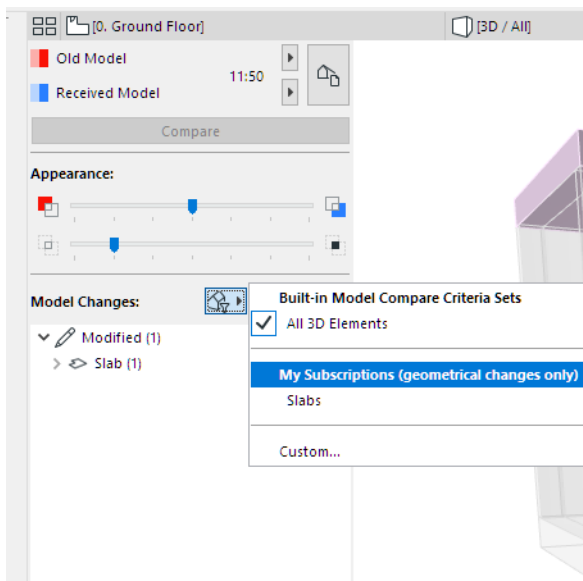 [0. Ground Floor]
[3D / All]
Old Model
11:50
Received Model
Compare
Appearance:
Model Changes:
Modified (1)
Slab (1)
Built-in Model Compare Criteria Sets
All 3D Elements
My Subscriptions (geometrical changes only)
Slabs
Custom...